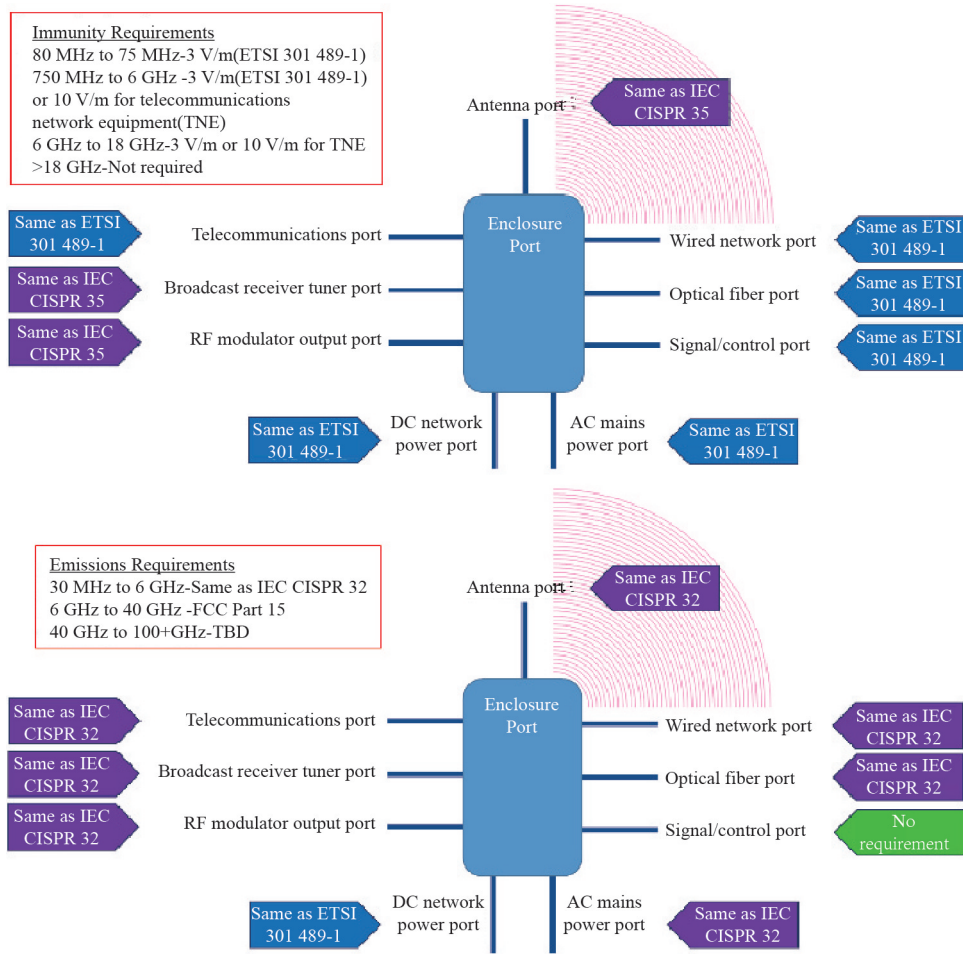 Immunity Requirements
80 MHz to 75 MHz-3 V/m(ETSI 301 489-1)
750 MHz to 6 GHz -3 V/m(ETSI 301 489-1)
or 10 V/m for telecommunications
network equipment(TNE)
6 GHz to 18 GHz-3 V/m or 10 V/m for TNE
>18 GHz-Not required
Antenna port
Same as IEC
CISPR 35
Enclosure
Port
Same as ETSI
301 489-1
Telecommunications port
Wired network port
Same as ETSI
301 489-1
Same as IEC
CISPR 35
Broadcast receiver tuner port
Optical fiber port
Same as ETSI
301 489-1
Same as IEC
CISPR 35
RF modulator output port
Signal/control port
Same as ETSI
301 489-1
Same as ETSI
301 489-1
DC network
power port
AC mains
power port
Same as ETSI
301 489-1
Emissions Requirements
30 MHz to 6 GHz-Same as IEC CISPR 32
6 GHz to 40 GHz -FCC Part 15
40 GHz to 100+GHz-TBD
Antenna port
Same as IEC
CISPR 32
Enclosure
Port
Same as IEC
CISPR 32
Telecommunications port
Wired network port
Same as IEC
CISPR 32
Same as IEC
CISPR 32
Broadcast receiver tuner port
Optical fiber port
Same as IEC
CISPR 32
Same as IEC
CISPR 32
RF modulator output port
Signal/control port
No
requirement
Same as ETSI
301 489-1
DC network
power port
AC mains
power port
Same as IEC
CISPR 32